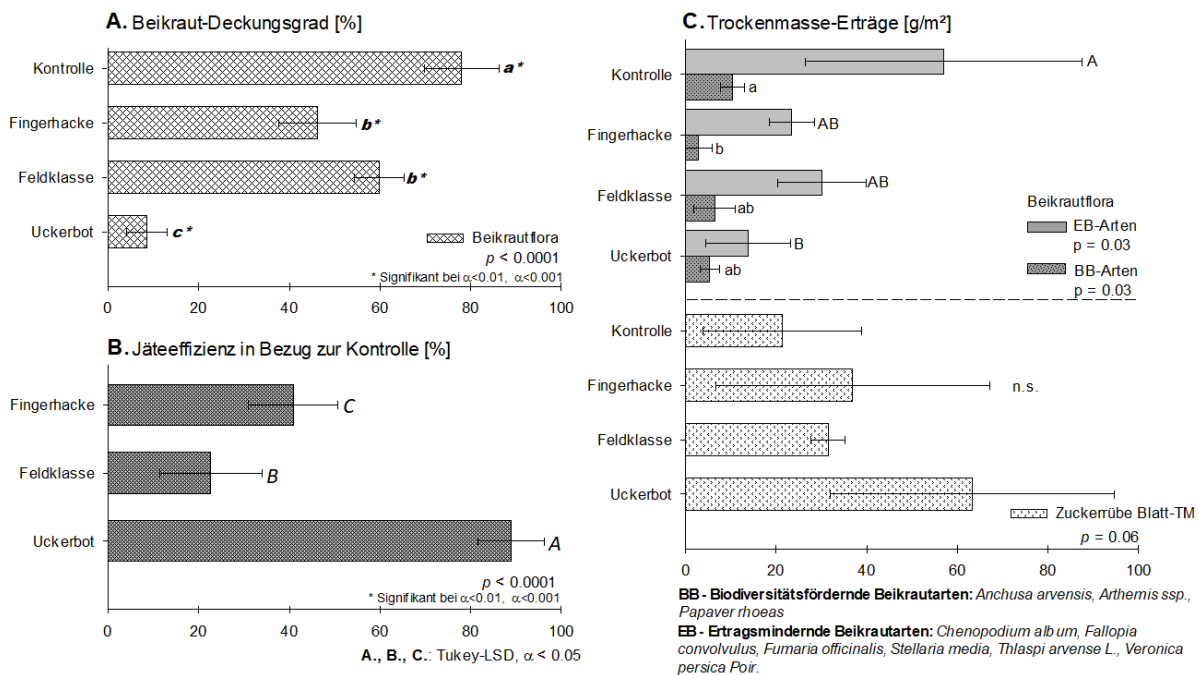 A. Beikraut-Deckungsgrad [%]
Kontrolle
a*
Fingerhacke
b*
Feldklasse
b*
Uckerbot
c*
Beikrautflora
p < 0.0001
* Signifikant bei α<0.01, α<0.001
0 20 40 60 80 100
B. Jäteeffizienz in Bezug zur Kontrolle [%]
Fingerhacke
C
Feldklasse
B
Uckerbot
A
p < 0.0001
* Signifikant bei α<0.01, α<0.001
0 20 40 60 80 100
A., B., C.: Tukey-LSD, α < 0.05
C. Trockenmasse-Erträge [g/m²]
A
Kontrolle
a
AB
Fingerhacke
b
AB
Feldklasse
ab
B
Uckerbot
ab
Beikrautflora
EB-Arten
p = 0.03
BB-Arten
p = 0.03
Kontrolle
Fingerhacke
n.s.
Feldklasse
Uckerbot
Zuckerrübe Blatt-TM
p = 0.06
0 20 40 60 80 100
BB - Biodiversitätsfördernde Beikrautarten: Anchusa arvensis, Arthemis ssp.,
Papaver rhoeas
EB - Ertragsmindernde Beikrautarten: Chenopodium album, Fallopia
convolvulus, Fumaria officinalis, Stellaria media, Thlaspi arvense L., Veronica
persica Poir.